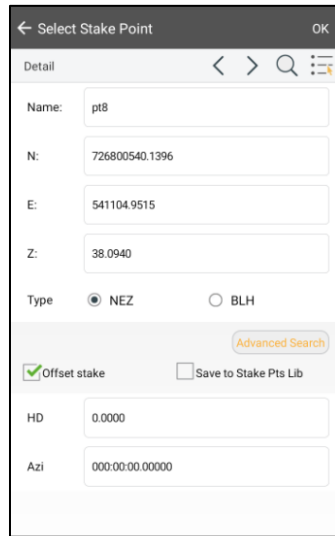 Select Stake Point OK
Detail
Name: pt8
N: 726800540.1396
E: 541104.9515
Z: 38.0940
Type NEZ BLH
Advanced Search
Offset stake Save to Stake Pts Lib
HD 0.0000
Azi 000:00:00.00000